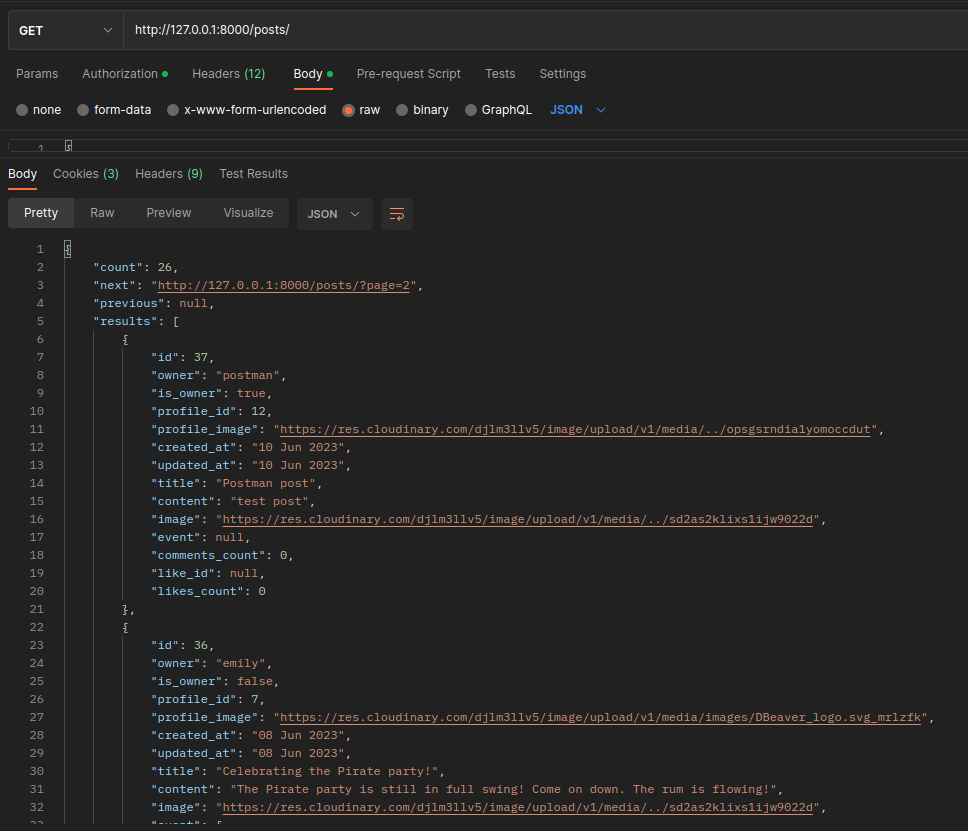 GET http://127.0.0.1:8000/posts/
Params Authorization Headers (12) Body Pre-request Script Tests Settings
none form-data x-www-form-urlencoded raw binary GraphQL JSON
1 {
Body Cookies (3) Headers (9) Test Results
Pretty Raw Preview Visualize JSON
1 {
2 "count": 26,
3 "next": "http://127.0.0.1:8000/posts/?page=2",
4 "previous": null,
5 "results": [
6 {
7 "id": 37,
8 "owner": "postman",
9 "is_owner": true,
10 "profile_id": 12,
11 "profile_image": "https://res.cloudinary.com/djlm3llv5/image/upload/v1/media/../opsgsrndia1yomoccdut",
12 "created_at": "10 Jun 2023",
13 "updated_at": "10 Jun 2023",
14 "title": "Postman post",
15 "content": "test post",
16 "image": "https://res.cloudinary.com/djlm3llv5/image/upload/v1/media/../sd2as2klixs1ijw9022d",
17 "event": null,
18 "comments_count": 0,
19 "like_id": null,
20 "likes_count": 0
21 },
22 {
23 "id": 36,
24 "owner": "emily",
25 "is_owner": false,
26 "profile_id": 7,
27 "profile_image": "https://res.cloudinary.com/djlm3llv5/image/upload/v1/media/images/DBeaver_logo.svg_mrlzfk",
28 "created_at": "08 Jun 2023",
29 "updated_at": "08 Jun 2023",
30 "title": "Celebrating the Pirate party!",
31 "content": "The Pirate party is still in full swing! Come on down. The rum is flowing!",
32 "image": "https://res.cloudinary.com/djlm3llv5/image/upload/v1/media/../sd2as2klixs1ijw9022d",